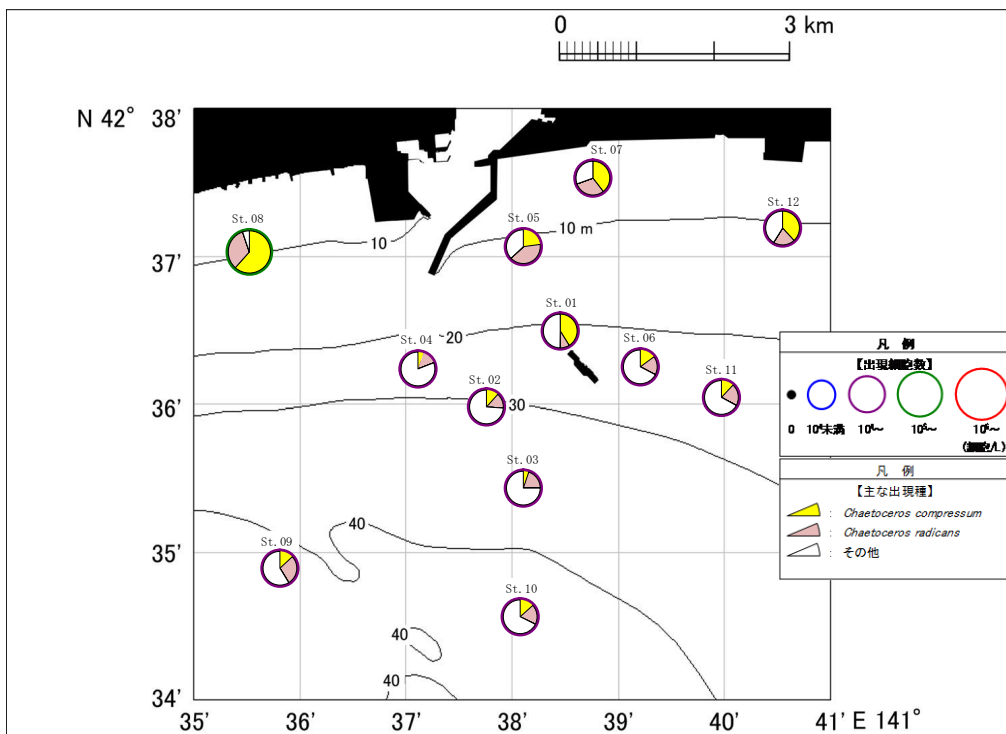 0 3 km
N 42° 38'
37'
36'
35'
34'
35' 36' 37' 38' 39' 40' 41' E 141°
St.07
St.12
St.08
St.05
10
10 m
St.01
St.04
20
St.06
St.02
St.11
30
St.03
40
St.09
St.10
40
40
凡 例
【出現細胞数】
0 10⁴未満 10⁴～ 10⁵～ 10⁶～
(細胞/L)
凡 例
【主な出現種】
: Chaetoceros compressum
: Chaetoceros radicans
: その他